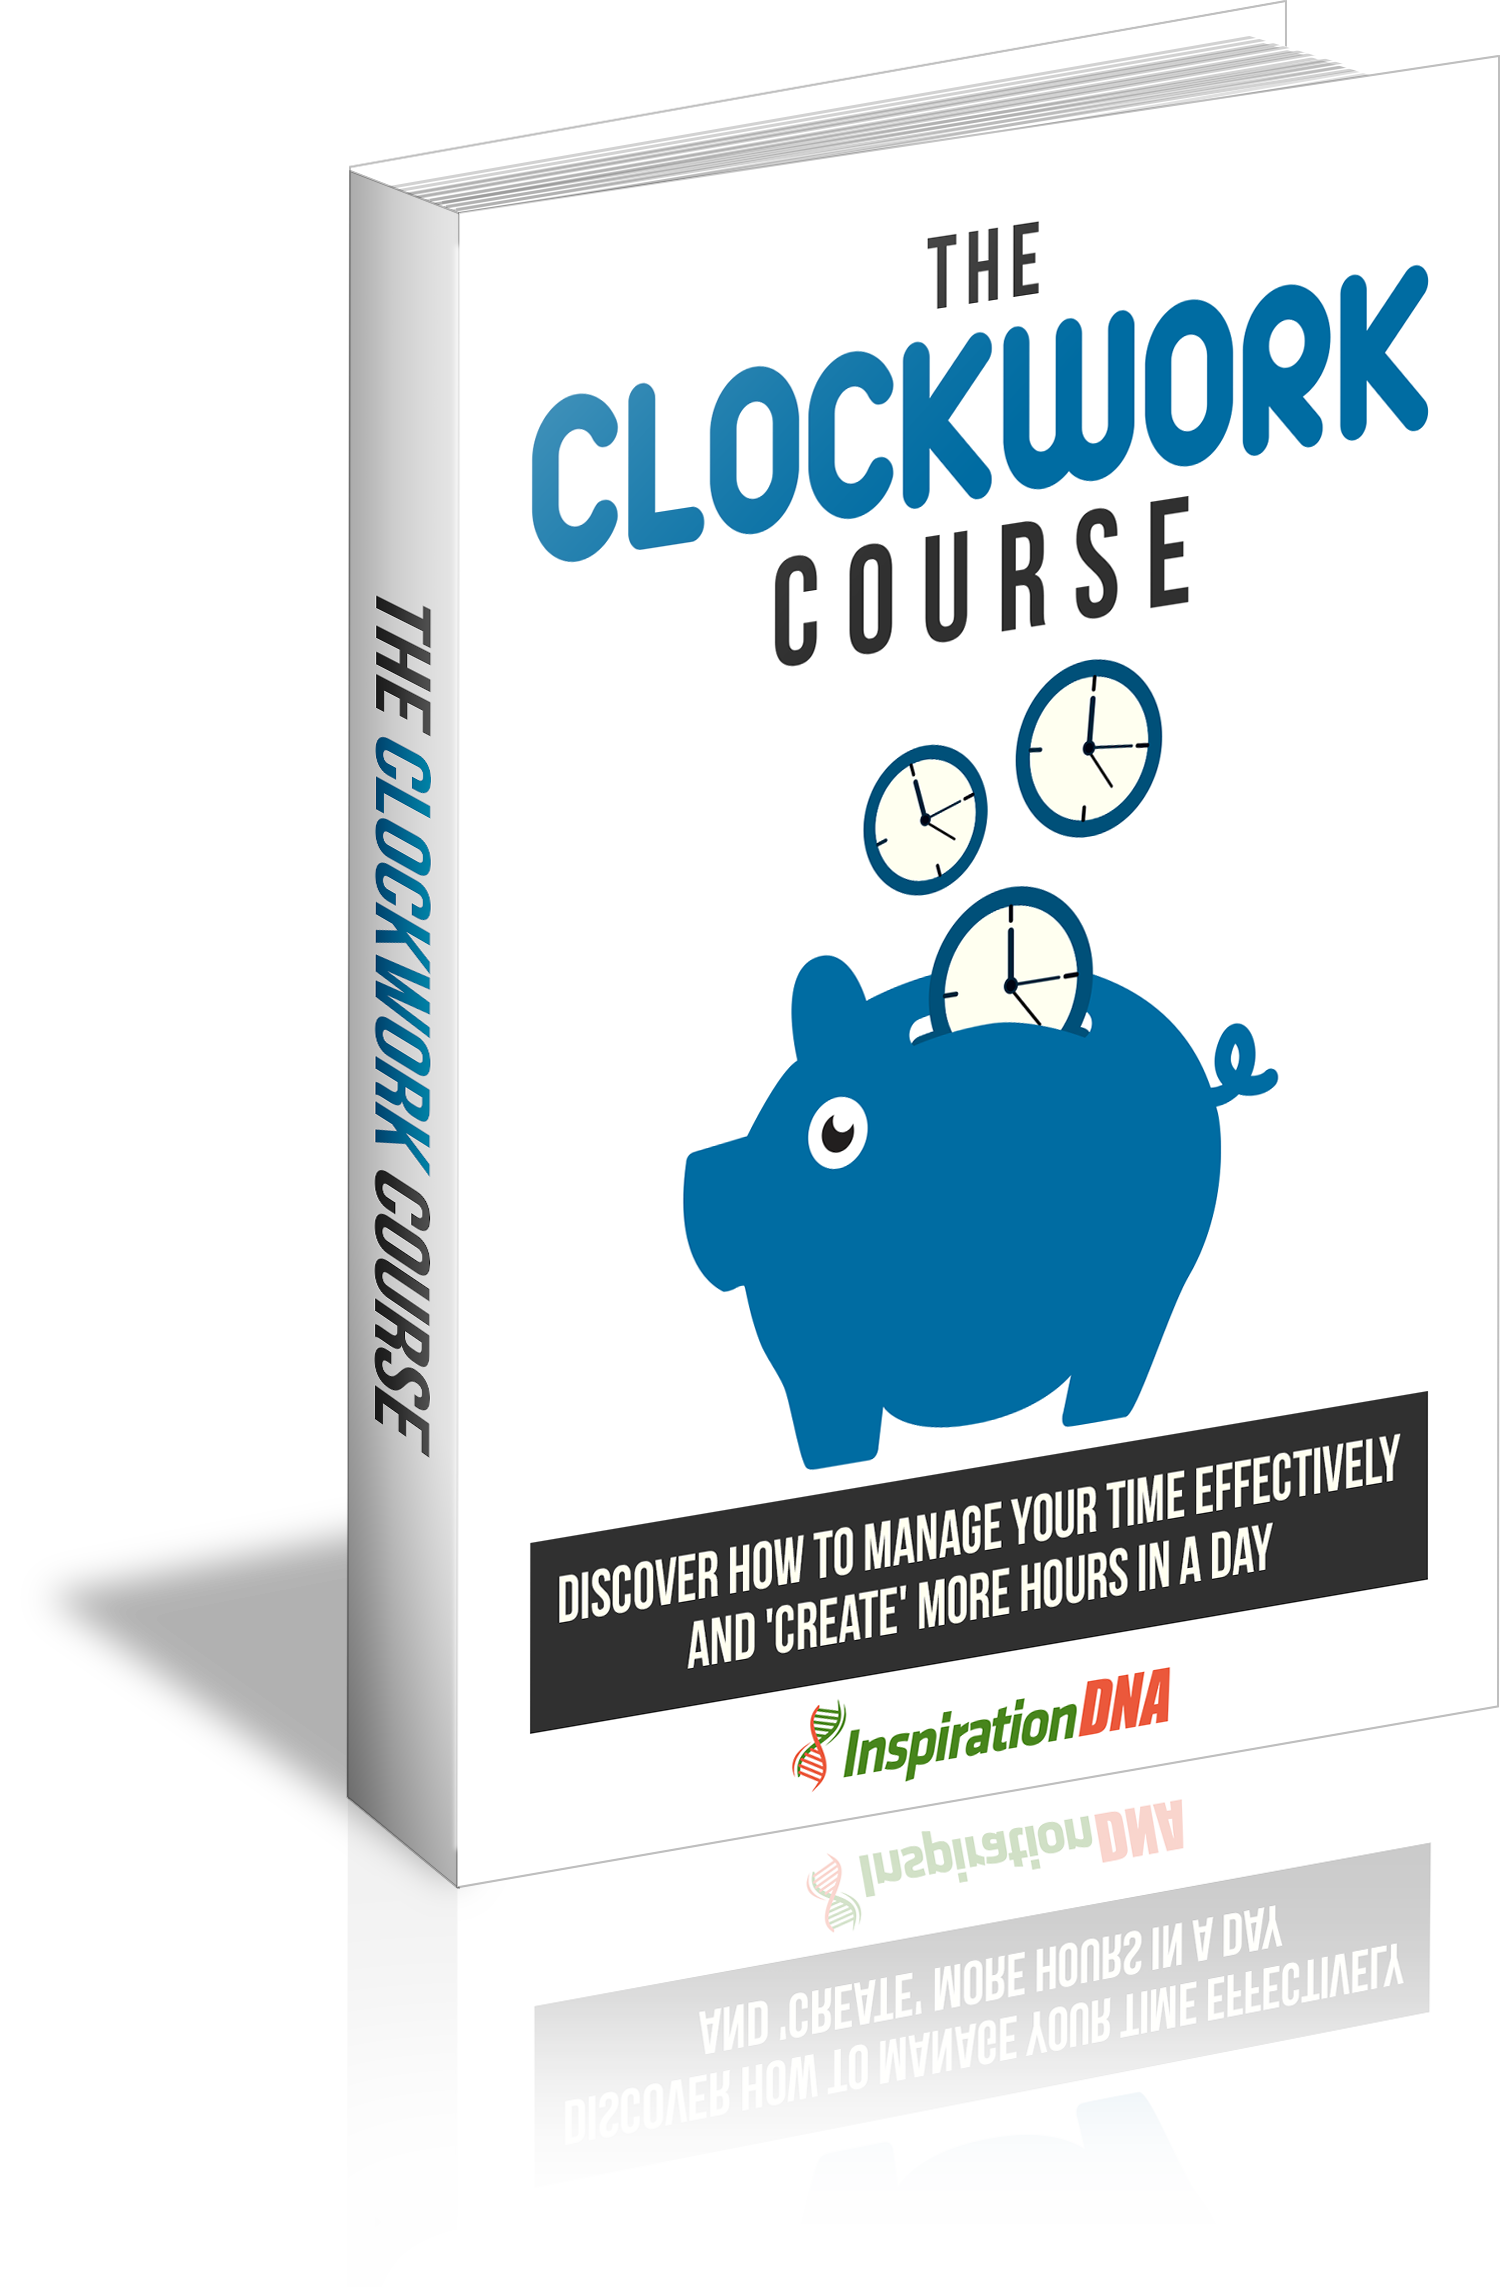 THE
CLOCKWORK
COURSE
DISCOVER HOW TO MANAGE YOUR TIME EFFECTIVELY
AND 'CREATE' MORE HOURS IN A DAY
InspirationDNA
THE CLOCKWORK COURSE